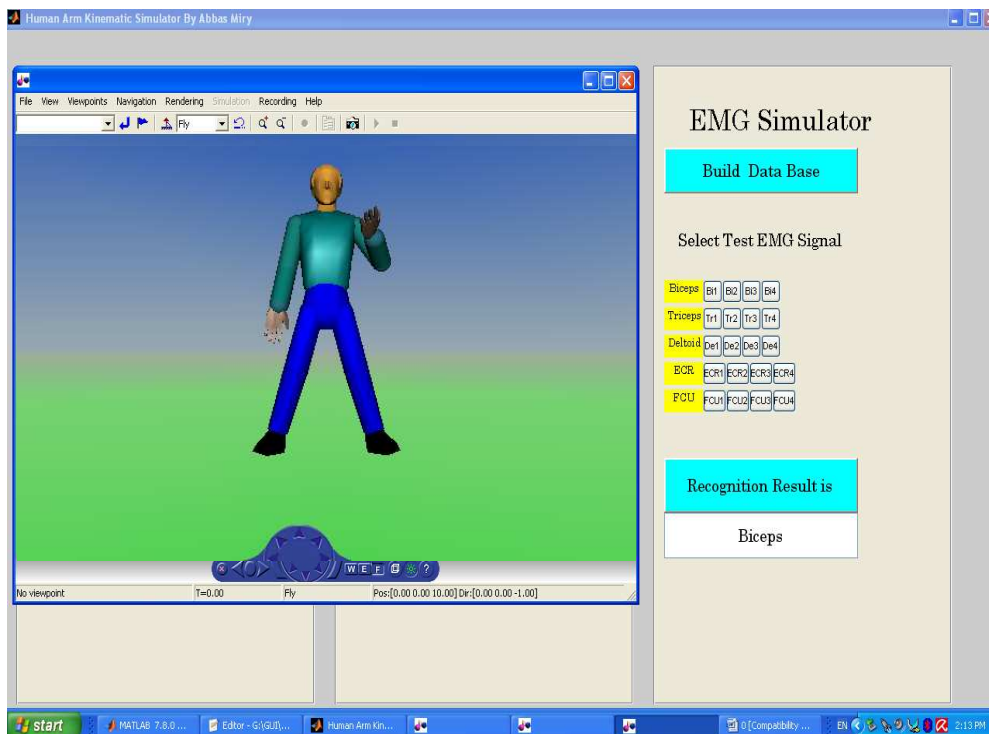 Human Arm Kinematic Simulator By Abbas Miry
File View Viewpoints Navigation Rendering Simulation Recording Help
Fly
EMG Simulator
Build Data Base
Select Test EMG Signal
Biceps Bi1 Bi2 Bi3 Bi4
Triceps Tr1 Tr2 Tr3 Tr4
Deltoid De1 De2 De3 De4
ECR ECR1 ECR2 ECR3 ECR4
FCU FCU1 FCU2 FCU3 FCU4
Recognition Result is
Biceps
W E F ?
No viewpoint T=0.00 Fly Pos:[0.00 0.00 10.00] Dir:[0.00 0.00 -1.00]
start MATLAB 7.8.0 ... Editor - G:\GUI\... Human Arm Kin... 0 [Compatibility ... EN 2:13 PM